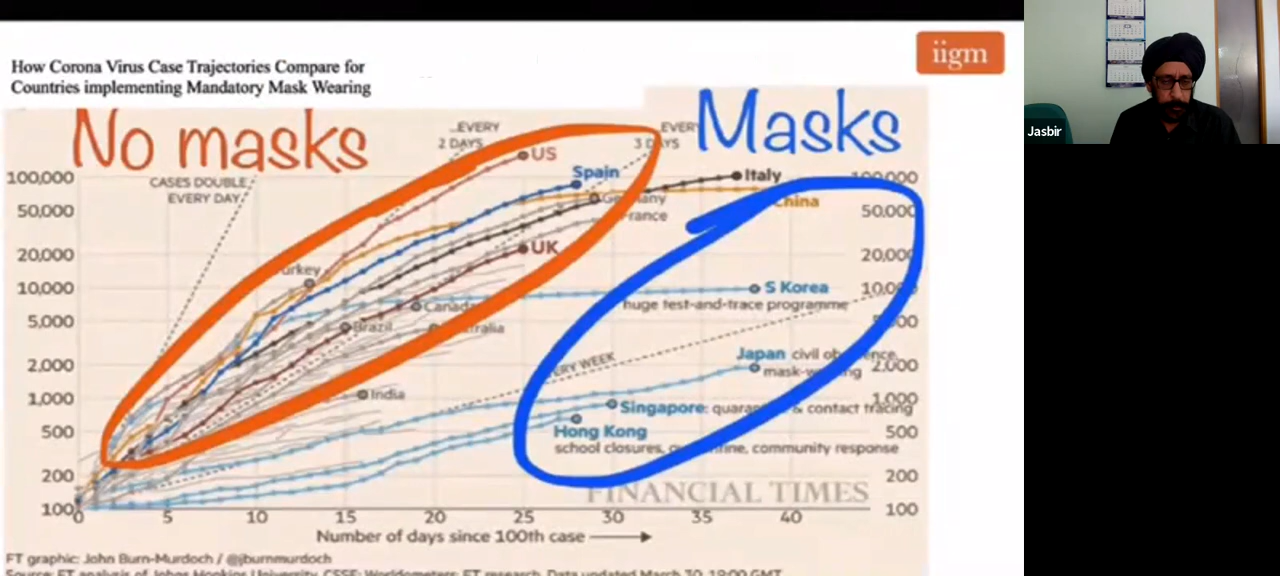 iigm
How Corona Virus Case Trajectories Compare for
Countries implementing Mandatory Mask Wearing
No masks
Masks
...EVERY
2 DAYS
EVERY
3 DAYS
US
CASES DOUBLE
EVERY DAY
Spain
Italy
100,000
100,000
Germany
China
50,000
50,000
France
UK
20,000
20,000
Turkey
10,000
S Korea
10,000
huge test-and-trace programme
Canada
5,000
Brazil
Australia
EVERY WEEK
Japan civil obedience,
mask-wearing
2,000
2,000
India
1,000
1,000
Singapore: quarantine & contact tracing
500
Hong Kong
500
school closures, quarantine, community response
200
200
FINANCIAL TIMES
100
100
0 5 10 15 20 25 30 35 40
Number of days since 100th case
FT graphic: John Burn-Murdoch / @jburnmurdoch
Source: FT analysis of Johns Hopkins University, CSSE; Worldometers; FT research. Data updated March 30, 19:00 GMT
Jasbir